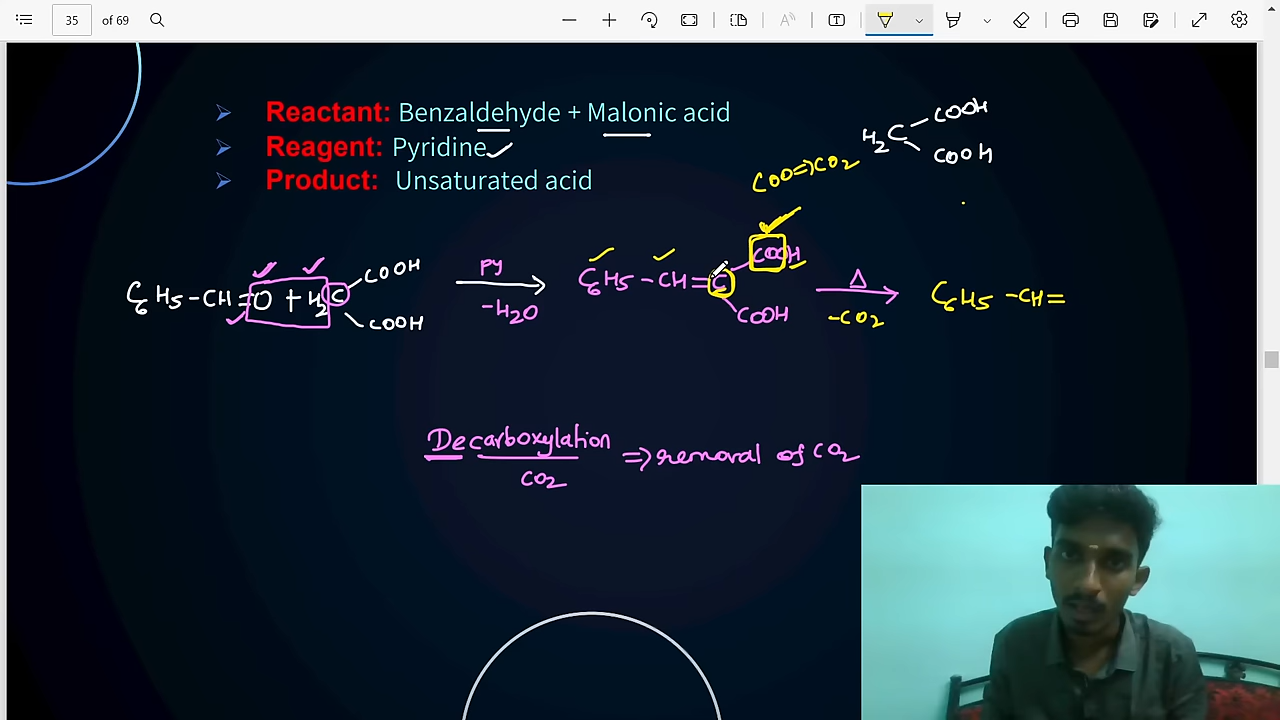 35 of 69
Reactant: Benzaldehyde + Malonic acid
Reagent: Pyridine
Product: Unsaturated acid
H2C COOH
COOH
COO=>CO2
C6H5-CH=O + H2C COOH
COOH
Py
-H2O
C6H5-CH=C COOH
COOH
Δ
-CO2
C6H5-CH=
Decarboxylation => removal of CO2
CO2